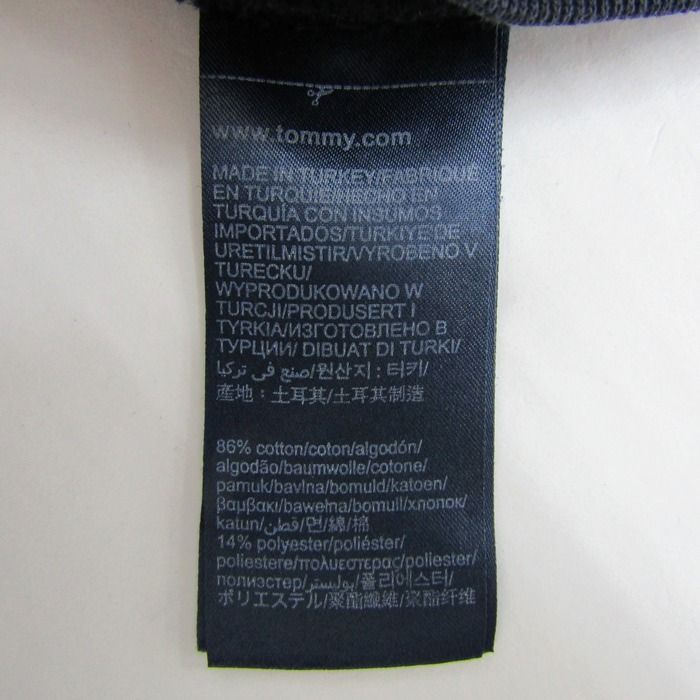 www.tommy.com
MADE IN TURKEY/FABRIQUE
EN TURQUIE/HECHO EN
TURQUÍA CON INSUMOS
IMPORTADOS/TURKIYE'DE
URETILMISTIR/VYROBENO V
TURECKU/
WYPRODUKOWANO W
TURCJI/PRODUSERT I
TYRKIA/ИЗГОТОВЛЕНО В
ТУРЦИИ/ DIBUAT DI TURKI/
صنع في تركيا/원산지 : 터키/
産地：土耳其/土耳其制造
86% cotton/coton/algodón/
algodão/baumwolle/cotone/
pamuk/bavlna/bomuld/katoen/
βαμβακι/bawełna/bomull/хлопок/
katun/قطن/면/綿/棉
14% polyester/poliéster/
poliestere/πολυεστερας/poliester/
полиэстер/بوليستر/폴리에스터/
ポリエステル/聚酯纖維/聚酯纤维